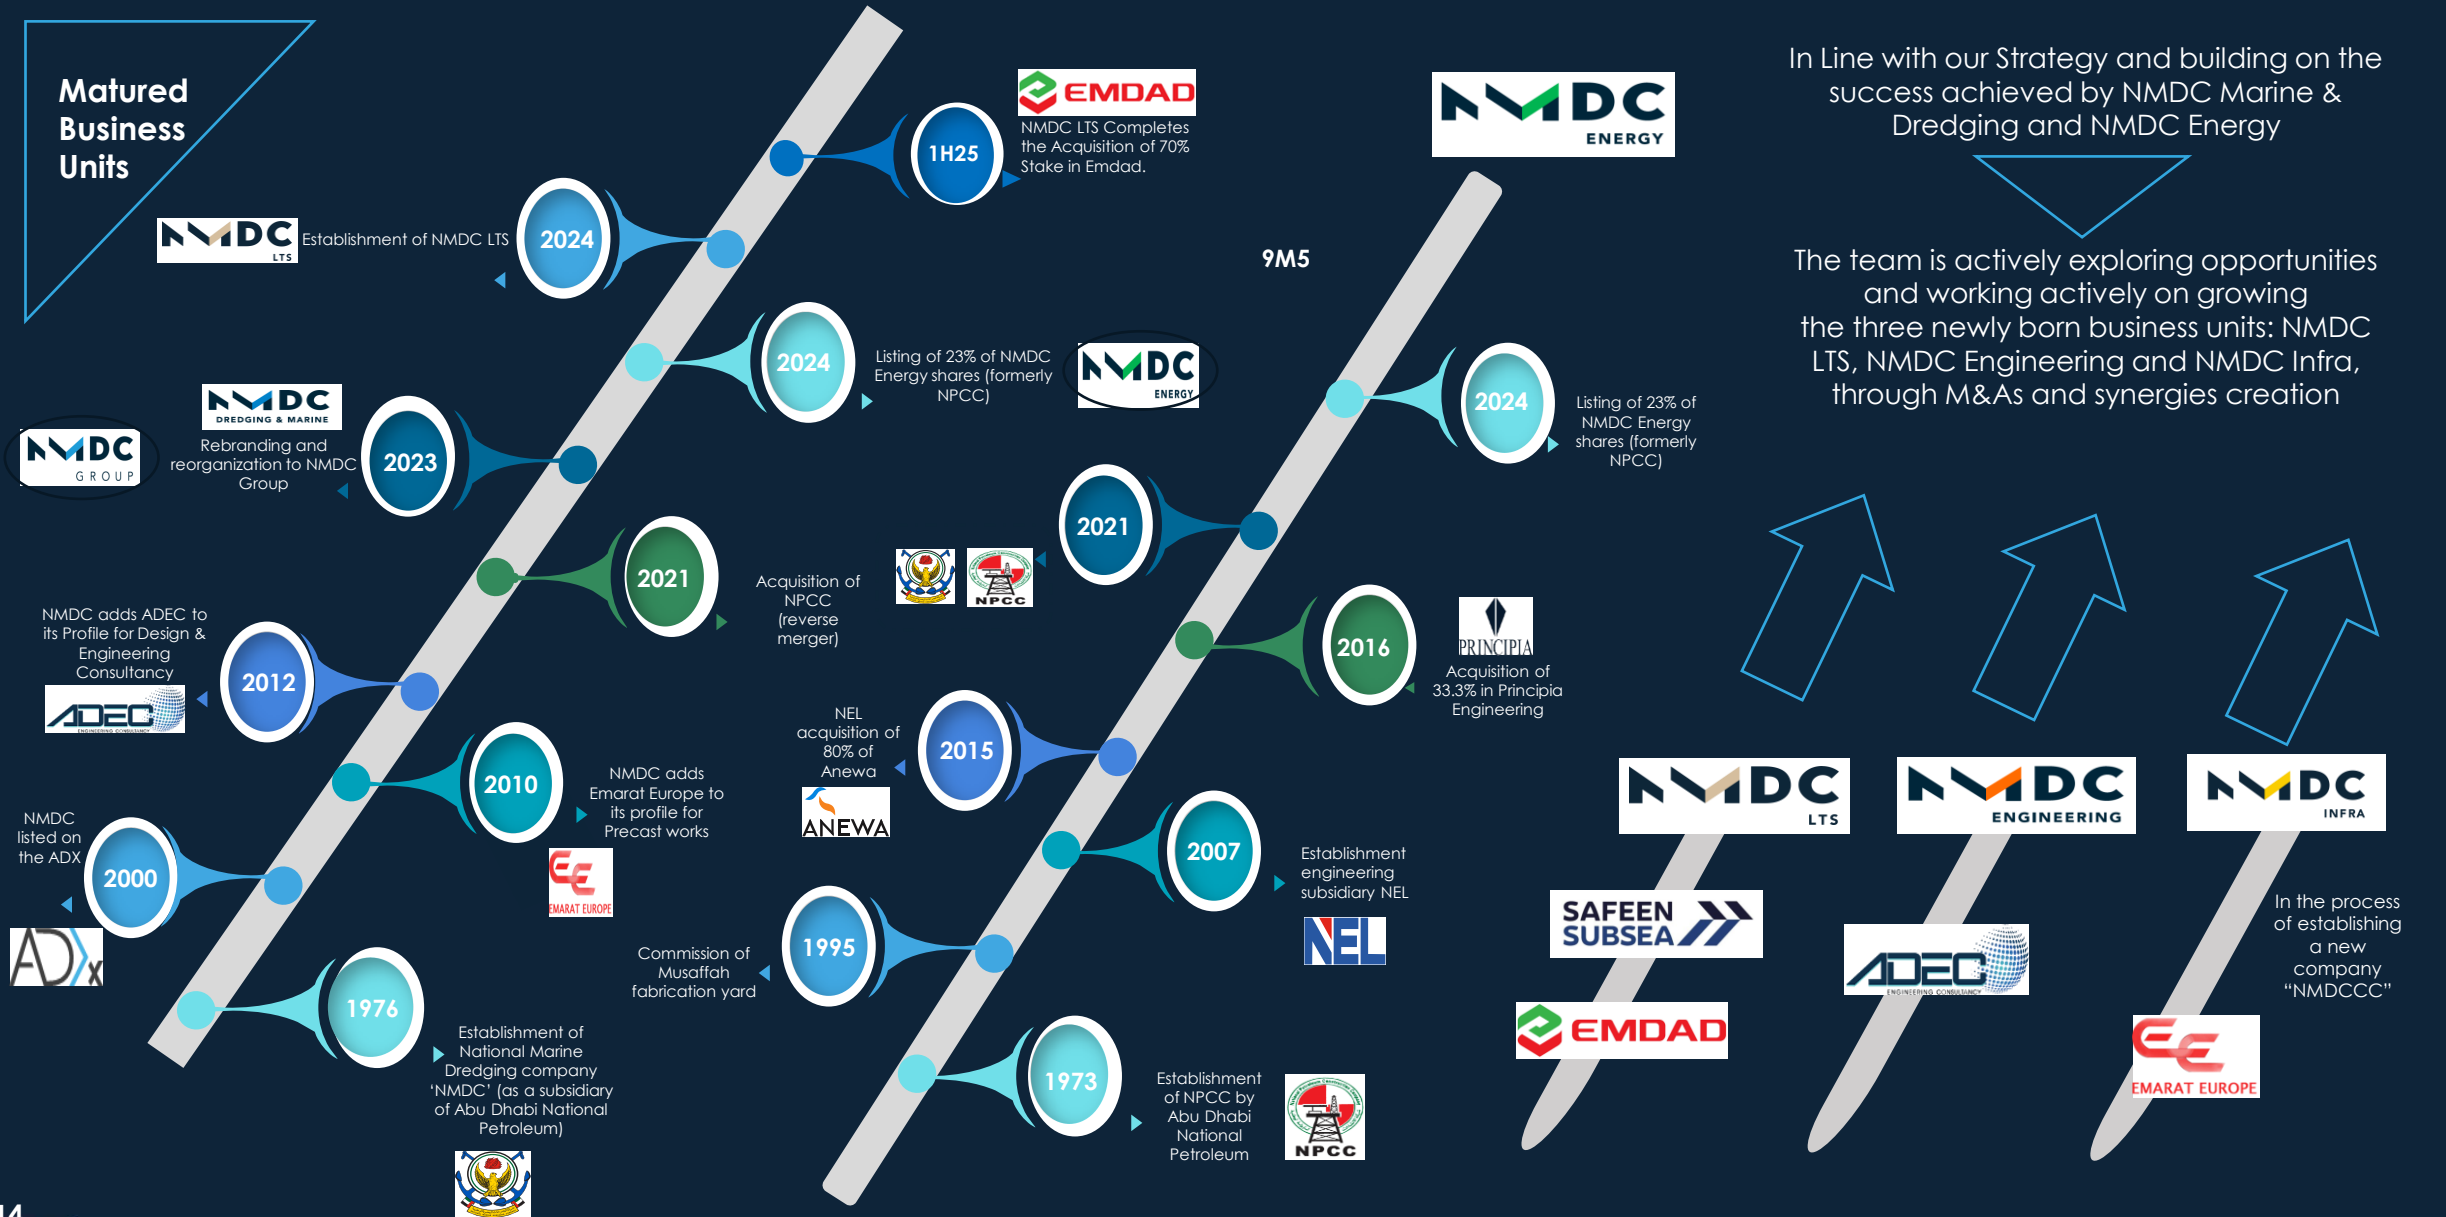 Matured
Business
Units
EMDAD
NMDC LTS Completes
the Acquisition of 70%
Stake in Emdad.
1H25
NMDC
LTS
Establishment of NMDC LTS
2024
2024
Listing of 23% of NMDC
Energy shares (formerly
NPCC)
NMDC
ENERGY
NMDC
GROUP
NMDC
DREDGING & MARINE
Rebranding and
reorganization to NMDC
Group
2023
2021
Acquisition of
NPCC
(reverse
merger)
NMDC adds ADEC to
its Profile for Design &
Engineering
Consultancy
ADEC
ENGINEERING CONSULTANCY
2012
2010
NMDC adds
Emarat Europe to
its profile for
Precast works
EE
EMARAT EUROPE
NMDC
listed on
the ADX
ADX
2000
1976
Establishment of
National Marine
Dredging company
‘NMDC’ (as a subsidiary
of Abu Dhabi National
Petroleum)
NMDC
ENERGY
9M5
2024
Listing of 23% of
NMDC Energy
shares (formerly
NPCC)
NPCC
2021
2016
PRINCIPIA
Acquisition of
33.3% in Principia
Engineering
NEL
acquisition of
80% of
Anewa
ANEWA
2015
2007
Establishment
engineering
subsidiary NEL
NEL
Commission of
Musaffah
fabrication yard
1995
1973
Establishment
of NPCC by
Abu Dhabi
National
Petroleum
NPCC
In Line with our Strategy and building on the
success achieved by NMDC Marine &
Dredging and NMDC Energy
The team is actively exploring opportunities
and working actively on growing
the three newly born business units: NMDC
LTS, NMDC Engineering and NMDC Infra,
through M&As and synergies creation
NMDC
LTS
SAFEEN
SUBSEA
EMDAD
NMDC
ENGINEERING
ADEC
ENGINEERING CONSULTANCY
NMDC
INFRA
In the process
of establishing
a new
company
“NMDCCC”
EE
EMARAT EUROPE